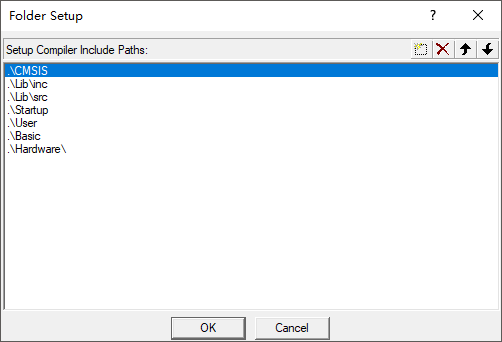 Folder Setup
?
Setup Compiler Include Paths:
.\CMSIS
.\Lib\inc
.\Lib\src
.\Startup
.\User
.\Basic
.\Hardware\
OK
Cancel